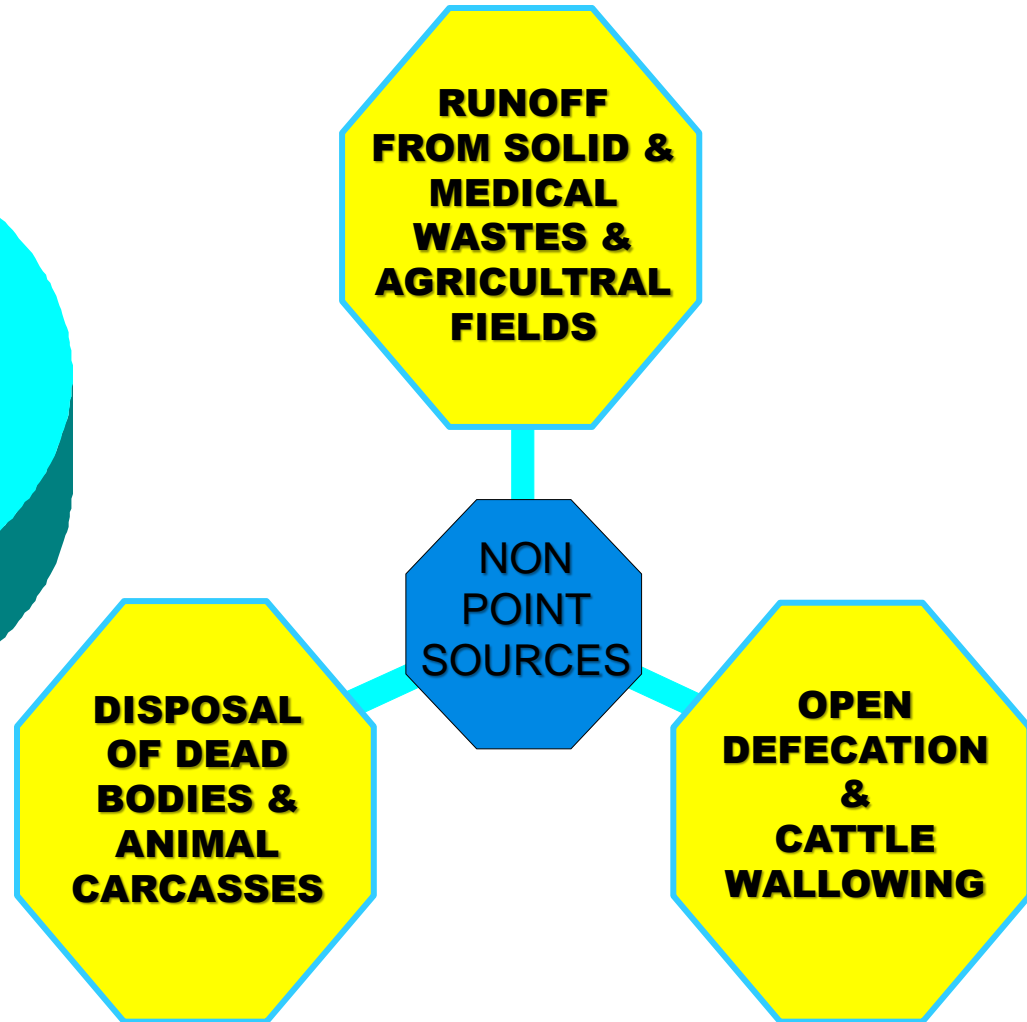 RUNOFF
FROM SOLID &
MEDICAL
WASTES &
AGRICULTRAL
FIELDS
NON
POINT
SOURCES
DISPOSAL
OF DEAD
BODIES &
ANIMAL
CARCASSES
OPEN
DEFECATION
&
CATTLE
WALLOWING